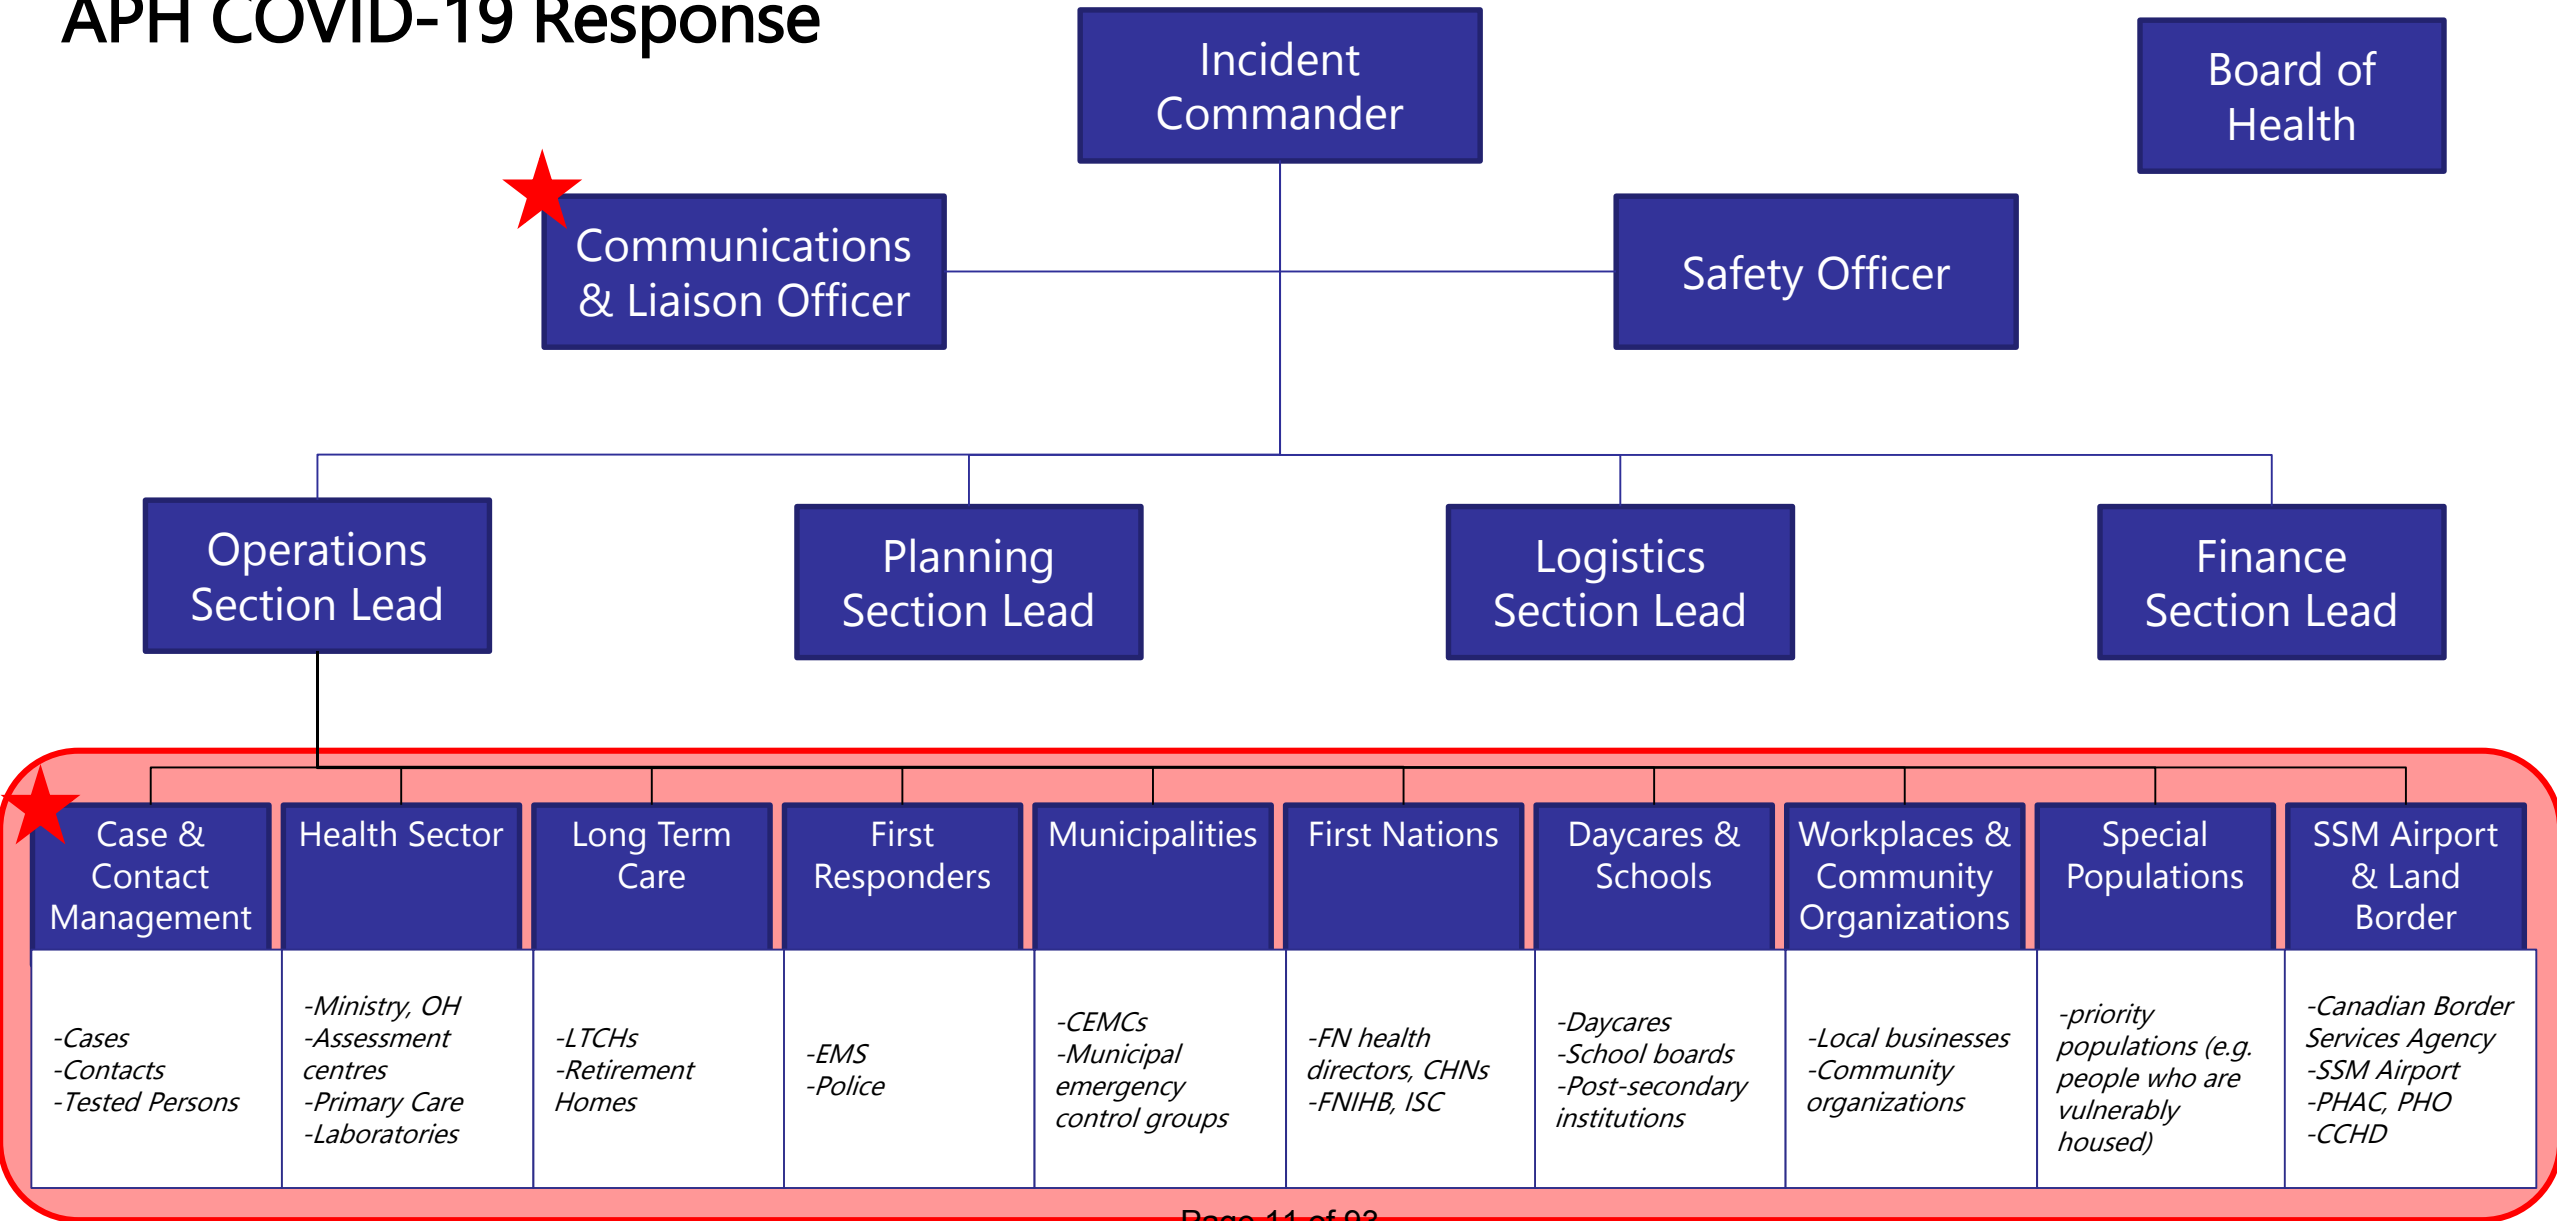 APH COVID-19 Response
Incident
Commander
Board of
Health
Communications
& Liaison Officer
Safety Officer
Operations
Section Lead
Planning
Section Lead
Logistics
Section Lead
Finance
Section Lead
Case &
Contact
Management
Health Sector
Long Term
Care
First
Responders
Municipalities
First Nations
Daycares &
Schools
Workplaces &
Community
Organizations
Special
Populations
SSM Airport
& Land
Border
-Cases
-Contacts
-Tested Persons
-Ministry, OH
-Assessment
centres
-Primary Care
-Laboratories
-LTCHs
-Retirement
Homes
-EMS
-Police
-CEMCs
-Municipal
emergency
control groups
-FN health
directors, CHNs
-FNIHB, ISC
-Daycares
-School boards
-Post-secondary
institutions
-Local businesses
-Community
organizations
-priority
populations (e.g.
people who are
vulnerably
housed)
-Canadian Border
Services Agency
-SSM Airport
-PHAC, PHO
-CCHD
Page 11 of 93